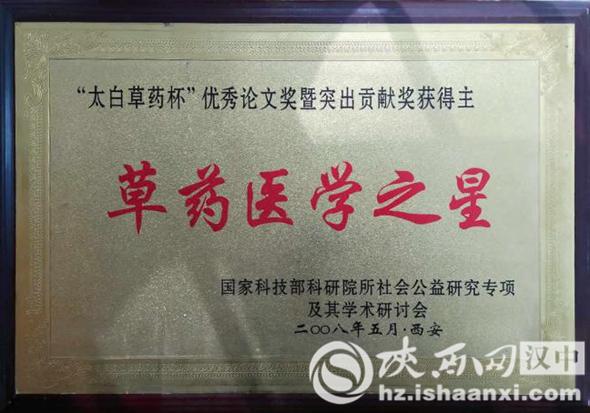 “太白草药杯”优秀论文奖暨突出贡献奖获得主
草药医学之星
国家科技部科研院所社会公益研究专项
及其学术研讨会
二〇〇八年五月·西安
陕西网汉中
hz.ishaanxi.com